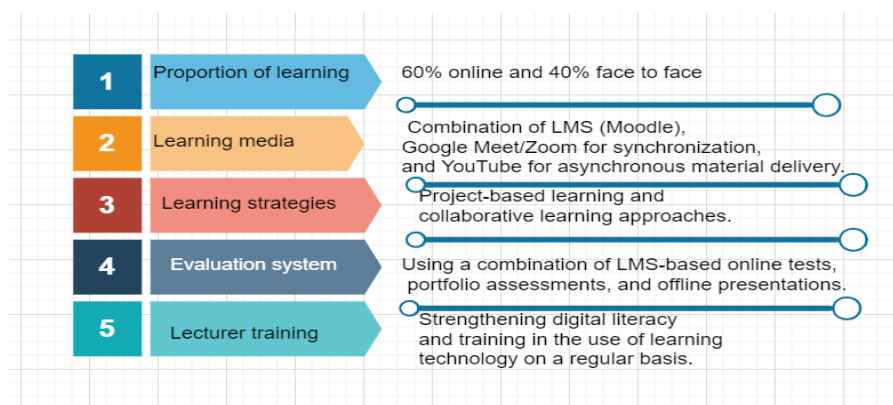 1
Proportion of learning
60% online and 40% face to face
2
Learning media
Combination of LMS (Moodle),
Google Meet/Zoom for synchronization,
and YouTube for asynchronous material delivery.
3
Learning strategies
Project-based learning and
collaborative learning approaches.
4
Evaluation system
Using a combination of LMS-based online tests,
portfolio assessments, and offline presentations.
5
Lecturer training
Strengthening digital literacy
and training in the use of learning
technology on a regular basis.